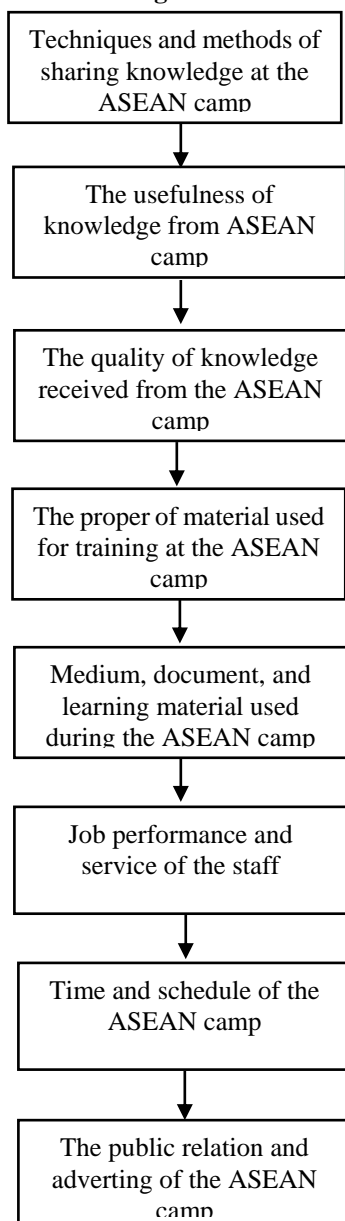 Techniques and methods of
sharing knowledge at the
ASEAN camp
The usefulness of
knowledge from ASEAN
camp
The quality of knowledge
received from the ASEAN
camp
The proper of material used
for training at the ASEAN
camp
Medium, document, and
learning material used
during the ASEAN camp
Job performance and
service of the staff
Time and schedule of the
ASEAN camp
The public relation and
adverting of the ASEAN
camp